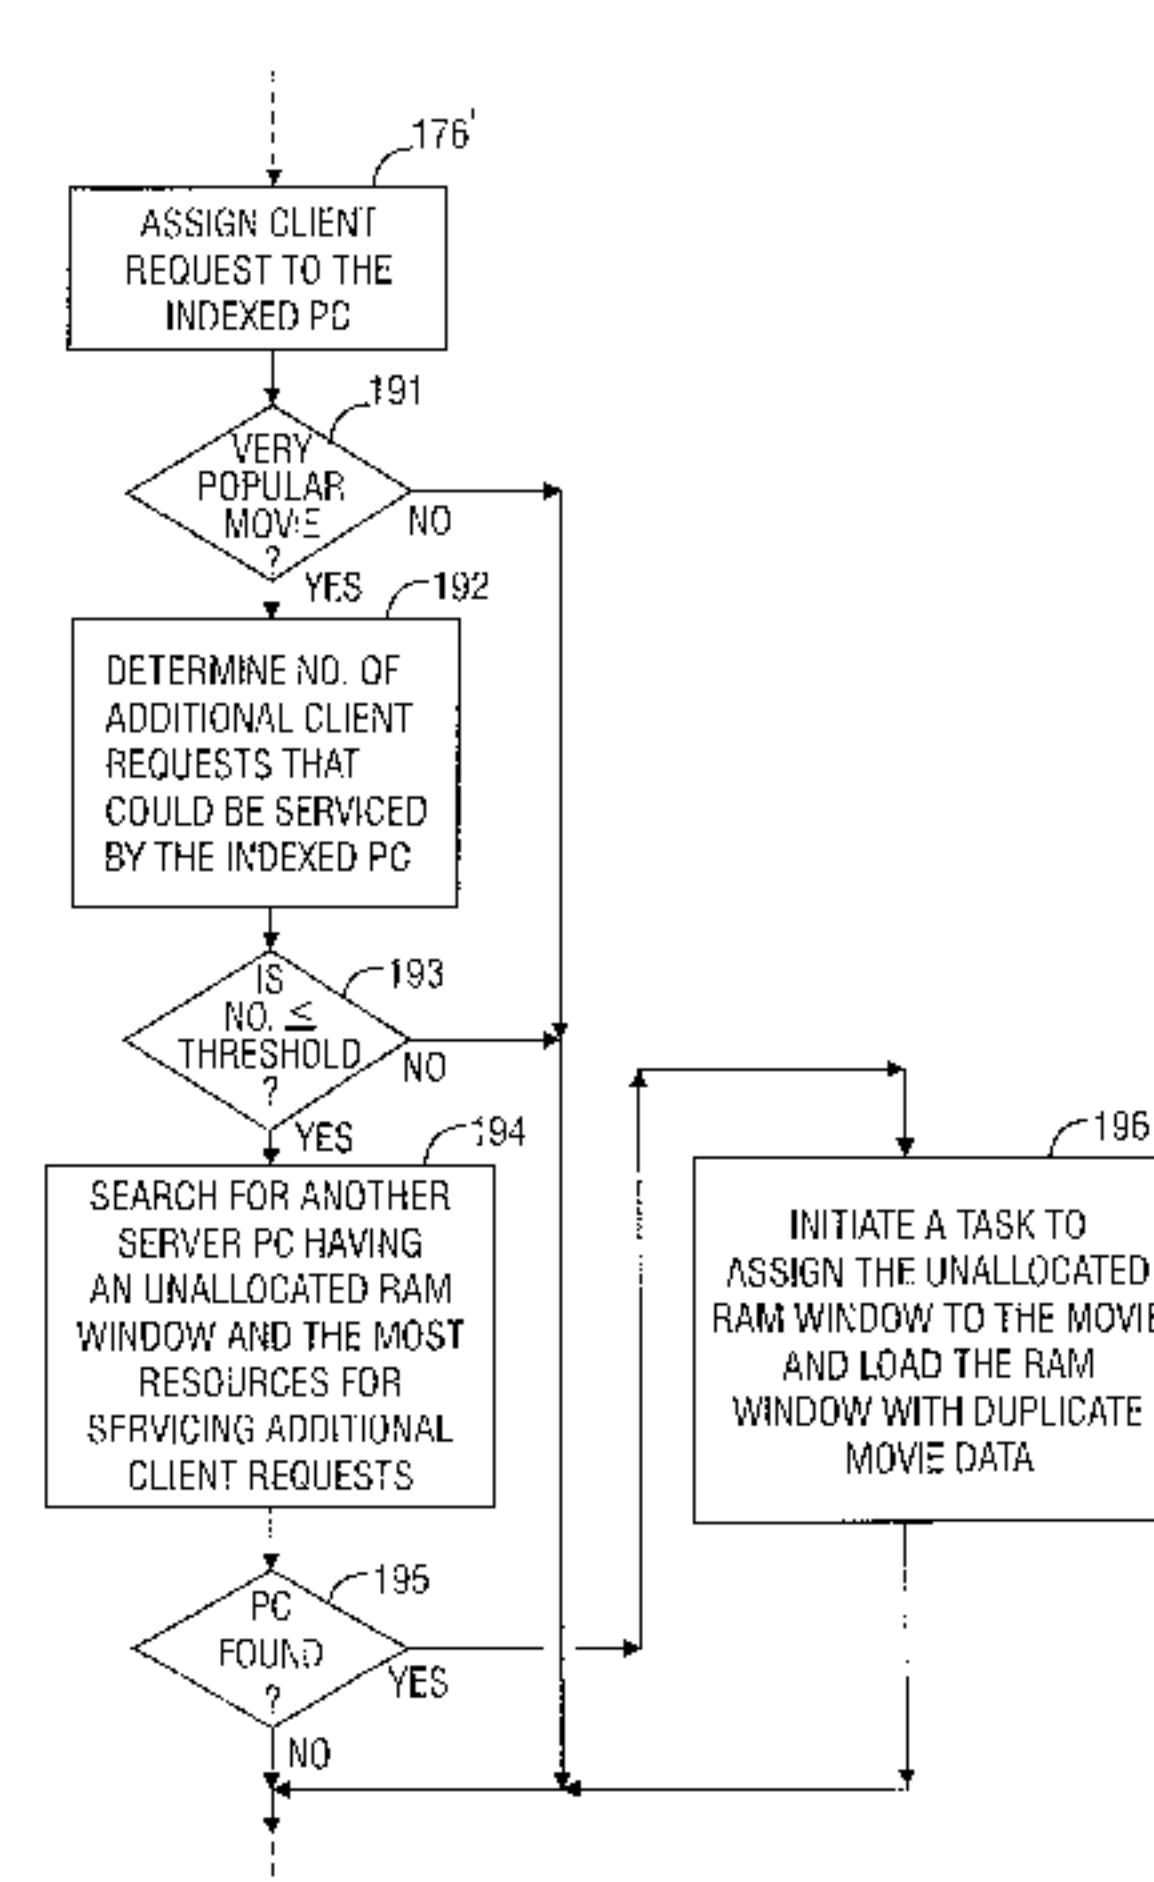 176'
ASSIGN CLIENT
REQUEST TO THE
INDEXED PC
191
VERY
POPULAR
MOVIE
?
NO
YES
192
DETERMINE NO. OF
ADDITIONAL CLIENT
REQUESTS THAT
COULD BE SERVICED
BY THE INDEXED PC
193
IS
NO. ≤
THRESHOLD
?
NO
YES
194
SEARCH FOR ANOTHER
SERVER PC HAVING
AN UNALLOCATED RAM
WINDOW AND THE MOST
RESOURCES FOR
SERVICING ADDITIONAL
CLIENT REQUESTS
195
PC
FOUND
?
YES
NO
196
INITIATE A TASK TO
ASSIGN THE UNALLOCATED
RAM WINDOW TO THE MOVIE
AND LOAD THE RAM
WINDOW WITH DUPLICATE
MOVIE DATA